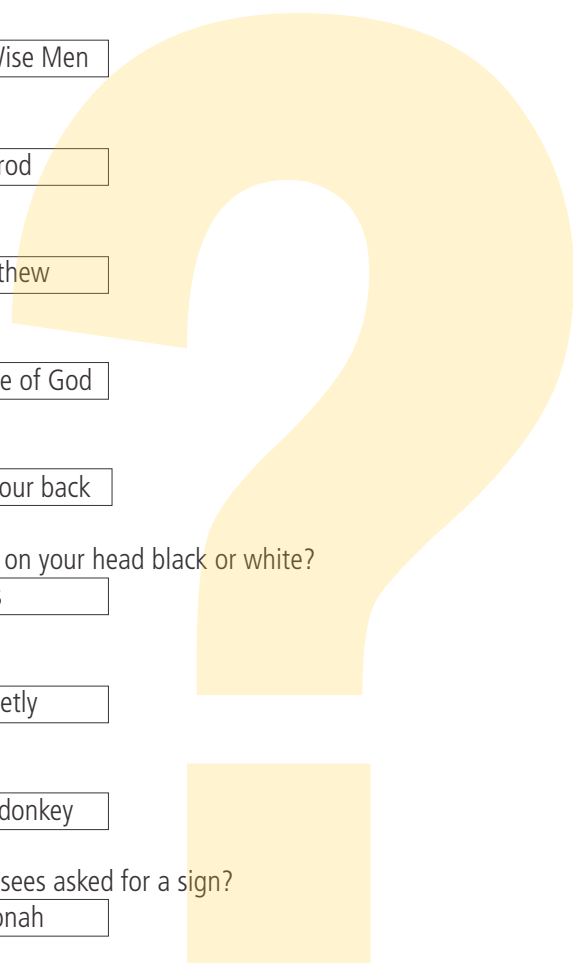 Wise Men
rod
thew
e of God
our back
on your head black or white?
s
etly
donkey
sees asked for a sign?
onah